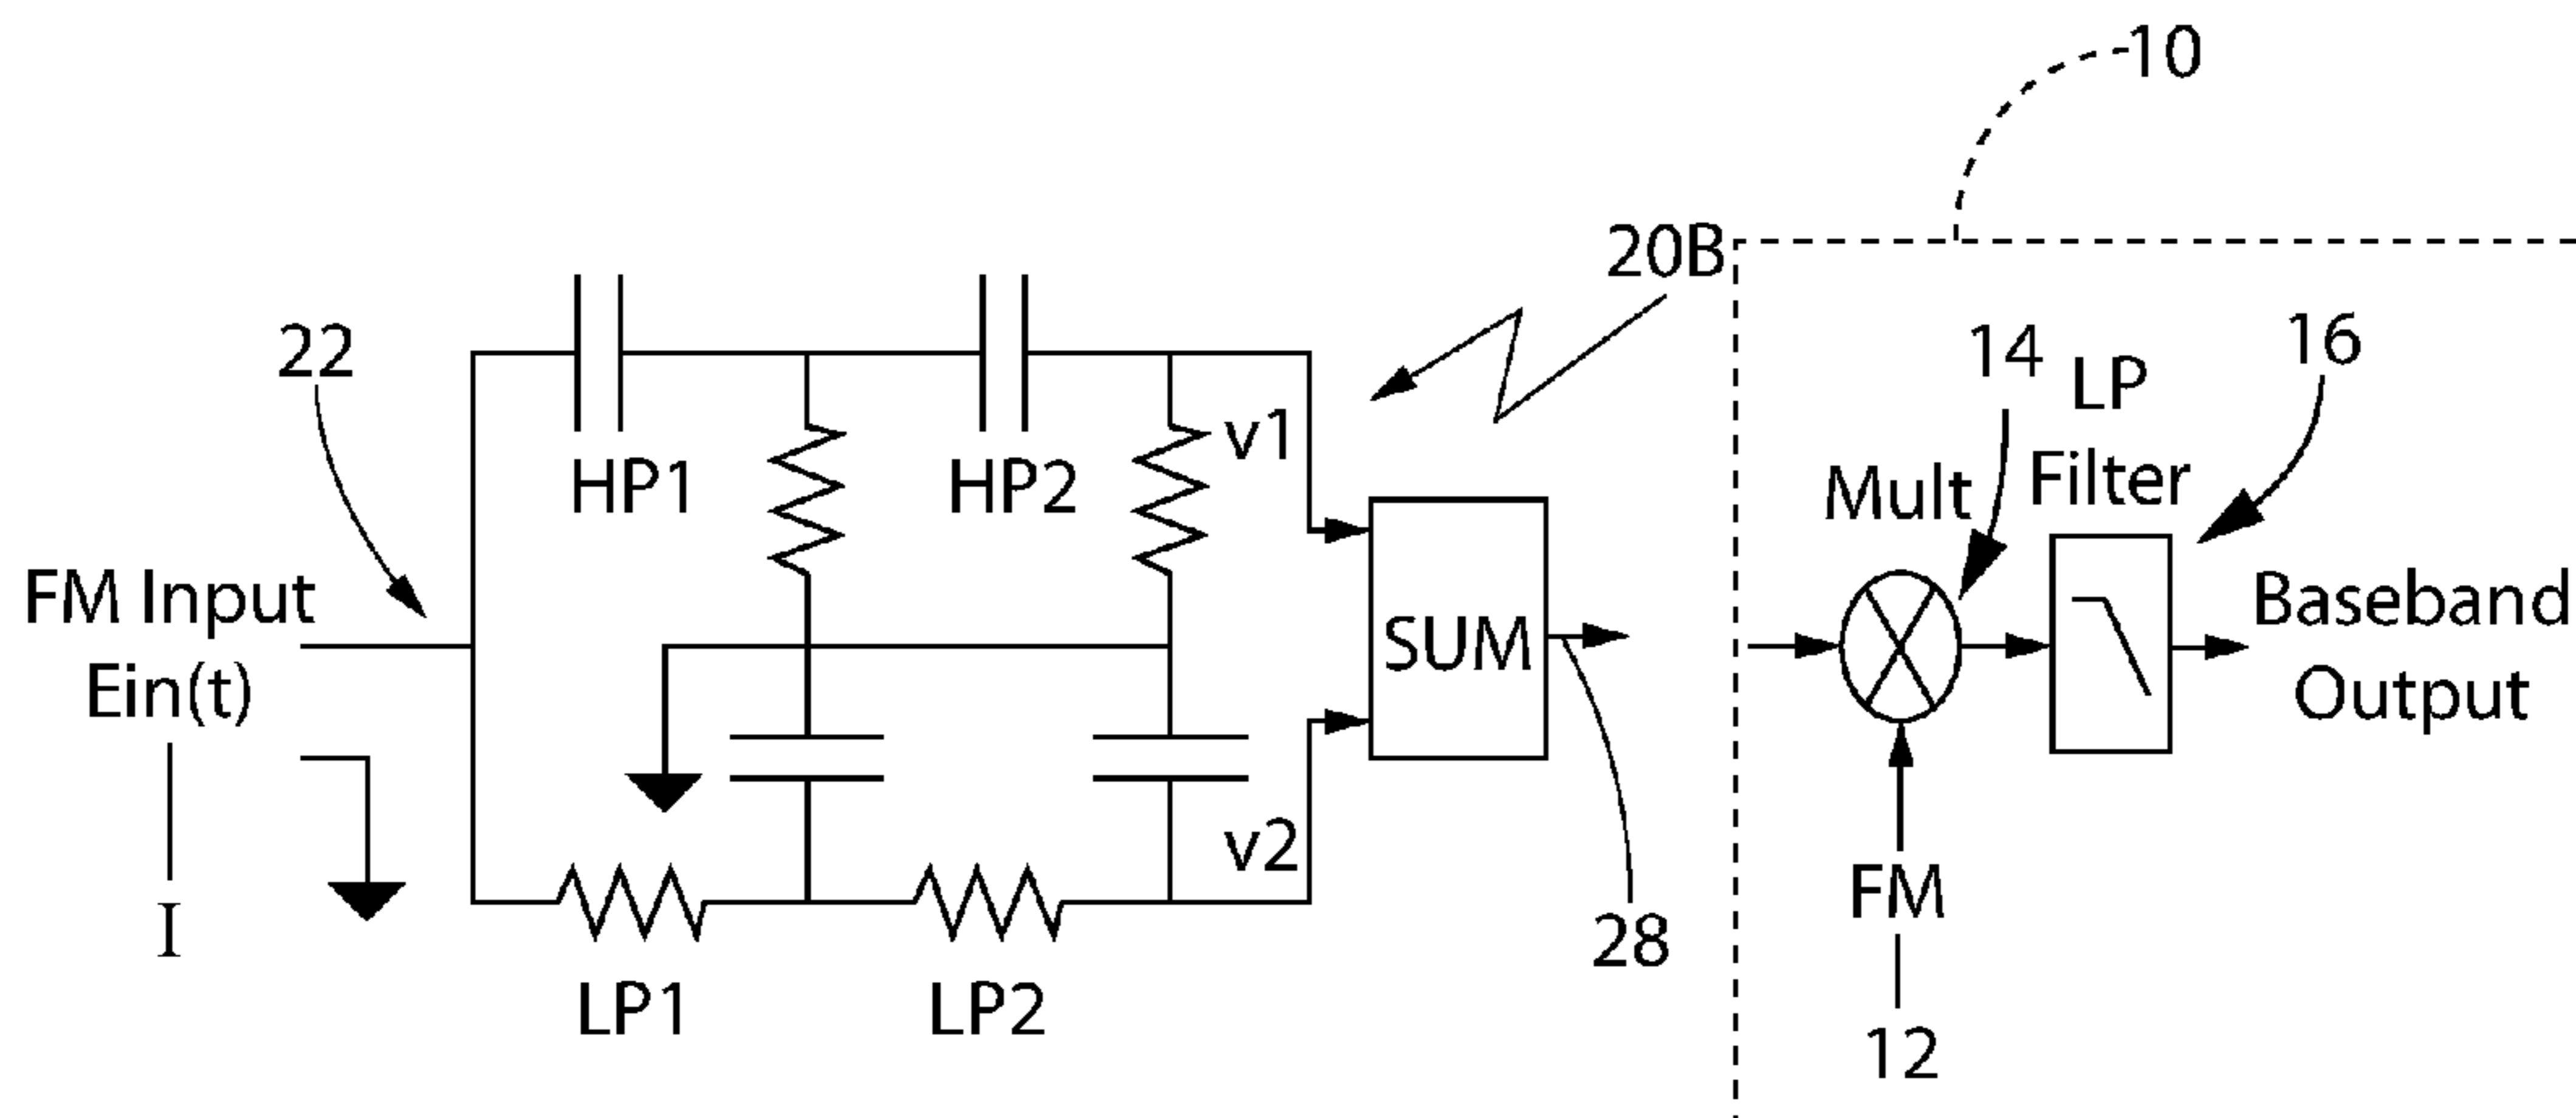 10
20B
22
14
16
LP
Filter
Mult
v1
HP1
HP2
FM Input
Ein(t)
SUM
Baseband
Output
v2
FM
I
28
LP1
LP2
12